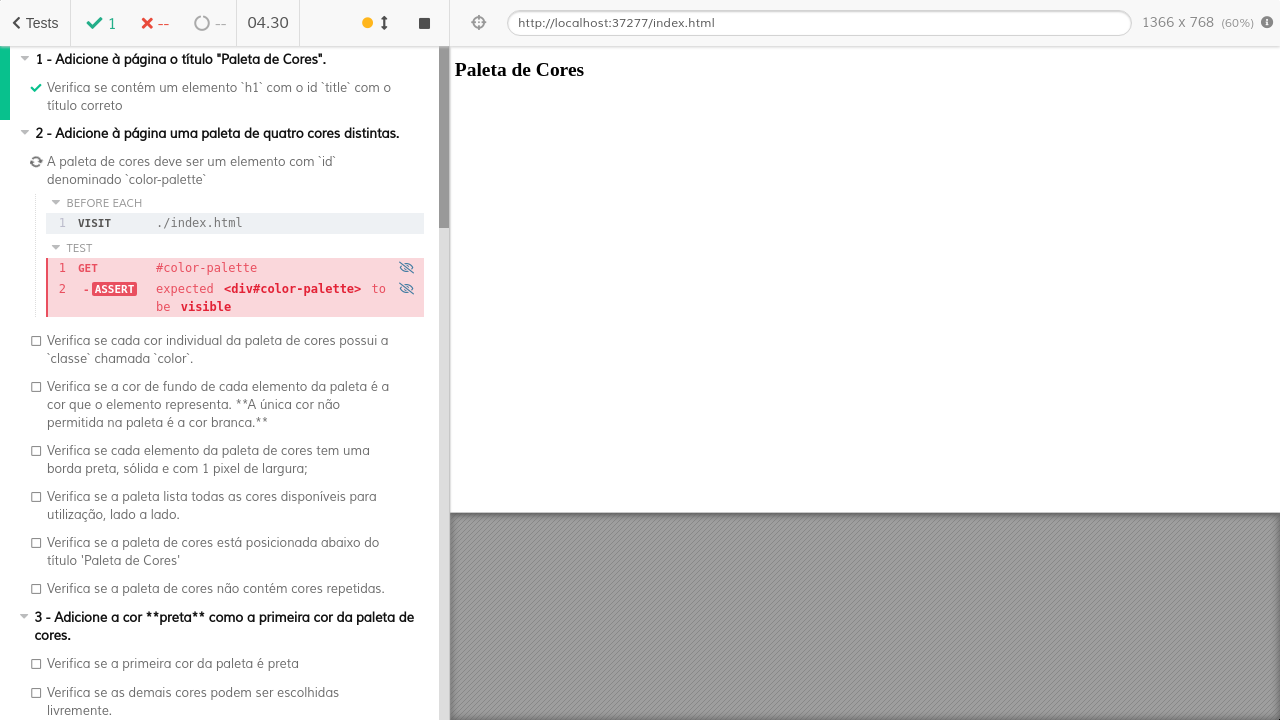 Tests 1 -- -- 04.30 http://localhost:37277/index.html 1366 x 768 (60%)
1 - Adicione à página o título "Paleta de Cores".
Verifica se contém um elemento `h1` com o id `title` com o
título correto
2 - Adicione à página uma paleta de quatro cores distintas.
A paleta de cores deve ser um elemento com `id`
denominado `color-palette`
BEFORE EACH
1 VISIT ./index.html
TEST
1 GET #color-palette
2 -ASSERT expected <div#color-palette> to
be visible
Verifica se cada cor individual da paleta de cores possui a
`classe` chamada `color`.
Verifica se a cor de fundo de cada elemento da paleta é a
cor que o elemento representa. **A única cor não
permitida na paleta é a cor branca.**
Verifica se cada elemento da paleta de cores tem uma
borda preta, sólida e com 1 pixel de largura;
Verifica se a paleta lista todas as cores disponíveis para
utilização, lado a lado.
Verifica se a paleta de cores está posicionada abaixo do
título 'Paleta de Cores'
Verifica se a paleta de cores não contém cores repetidas.
3 - Adicione a cor **preta** como a primeira cor da paleta de
cores.
Verifica se a primeira cor da paleta é preta
Verifica se as demais cores podem ser escolhidas
livremente.
Paleta de Cores